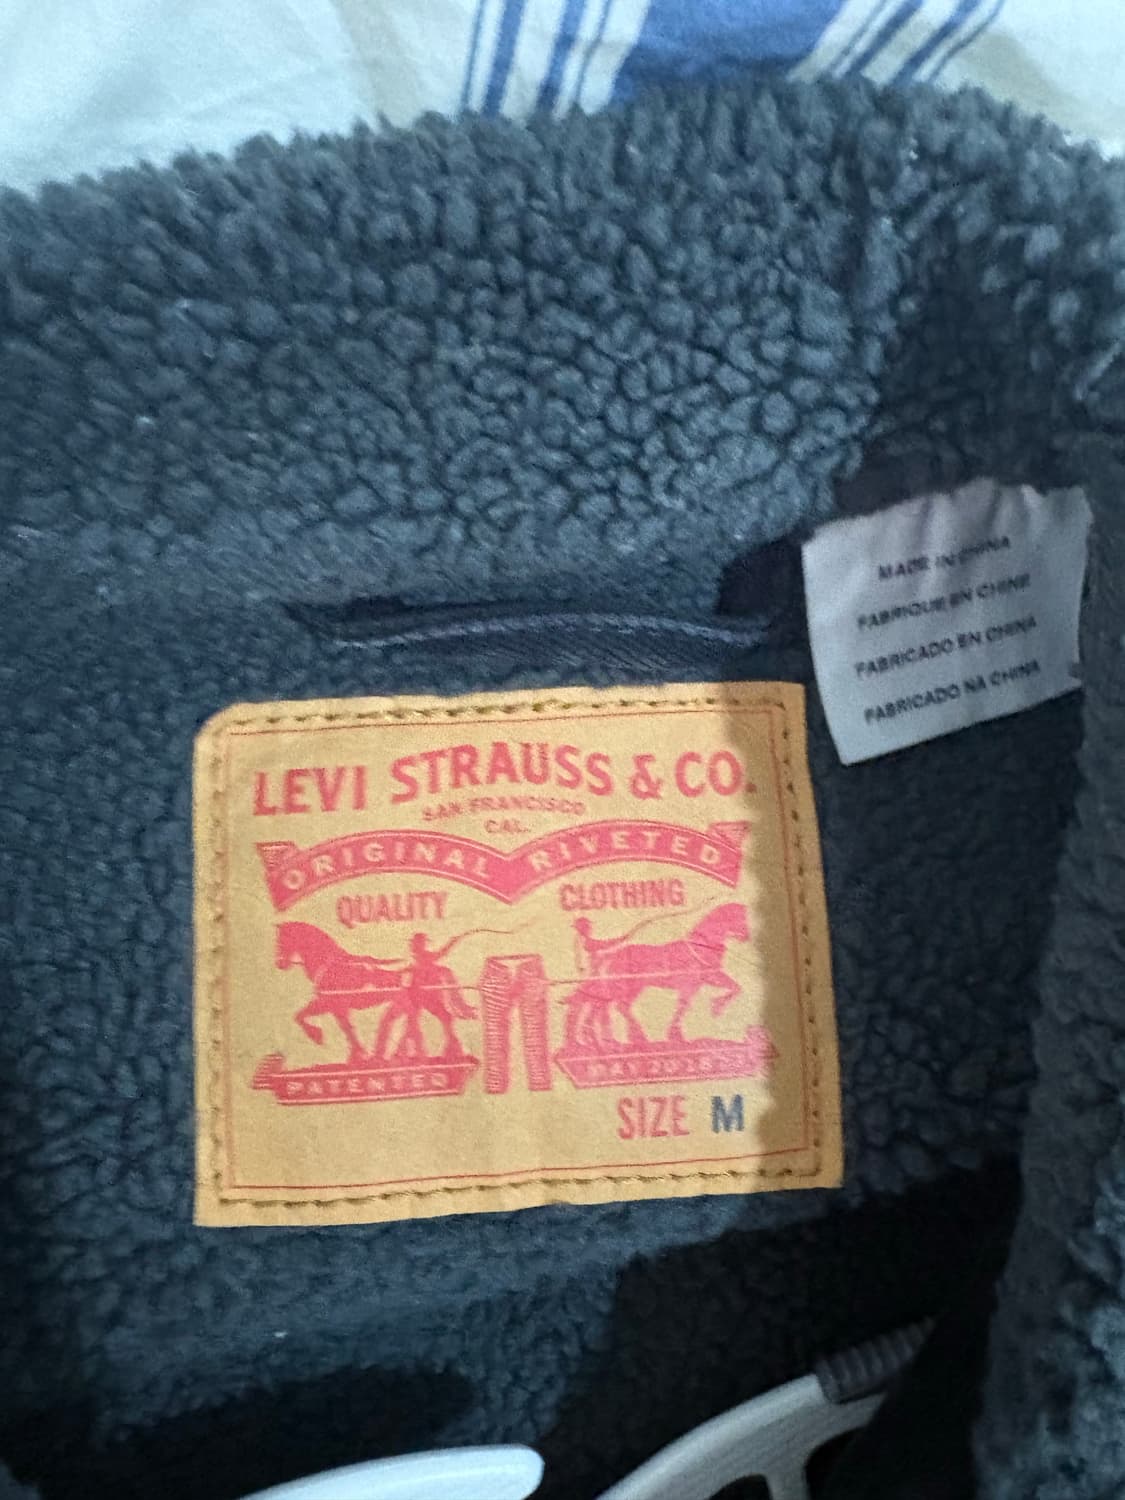 MADE IN CHINA
FABRIQUE EN CHINE
FABRICADO EN CHINA
FABRICADO NA CHINA
LEVI STRAUSS & CO.
SAN FRANCISCO
CAL.
ORIGINAL RIVETED
QUALITY CLOTHING
PATENTED
SIZE M